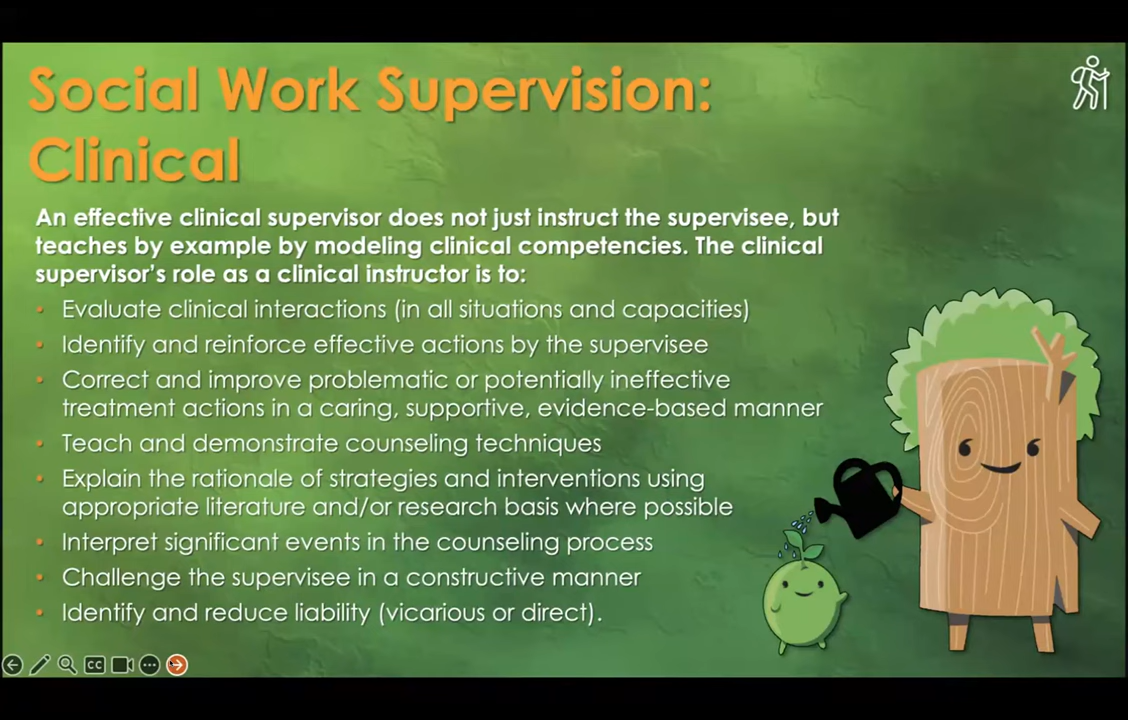 Social Work Supervision:
Clinical
An effective clinical supervisor does not just instruct the supervisee, but
teaches by example by modeling clinical competencies. The clinical
supervisor's role as a clinical instructor is to:
• Evaluate clinical interactions (in all situations and capacities)
• Identify and reinforce effective actions by the supervisee
• Correct and improve problematic or potentially ineffective
treatment actions in a caring, supportive, evidence-based manner
• Teach and demonstrate counseling techniques
• Explain the rationale of strategies and interventions using
appropriate literature and/or research basis where possible
• Interpret significant events in the counseling process
• Challenge the supervisee in a constructive manner
• Identify and reduce liability (vicarious or direct).
CC